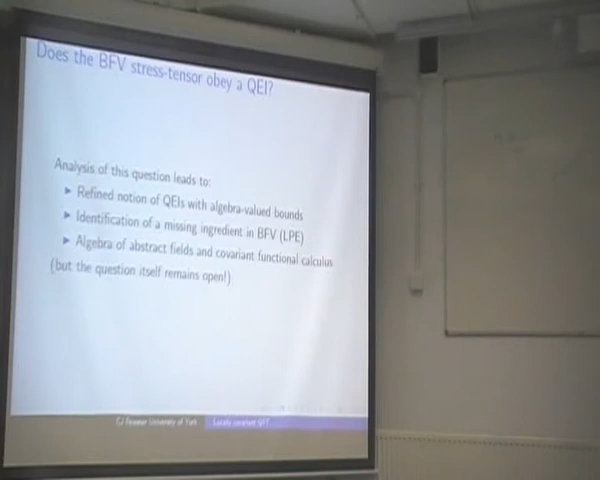 Does the BFV stress-tensor obey a QEI?
Analysis of this question leads to:
Refined notion of QEIs with algebra-valued bounds
Identification of a missing ingredient in BFV (LPE)
Algebra of abstract fields and covariant functional calculus
(but the question itself remains open!)
CJ Fewster University of York
Locally covariant QFT